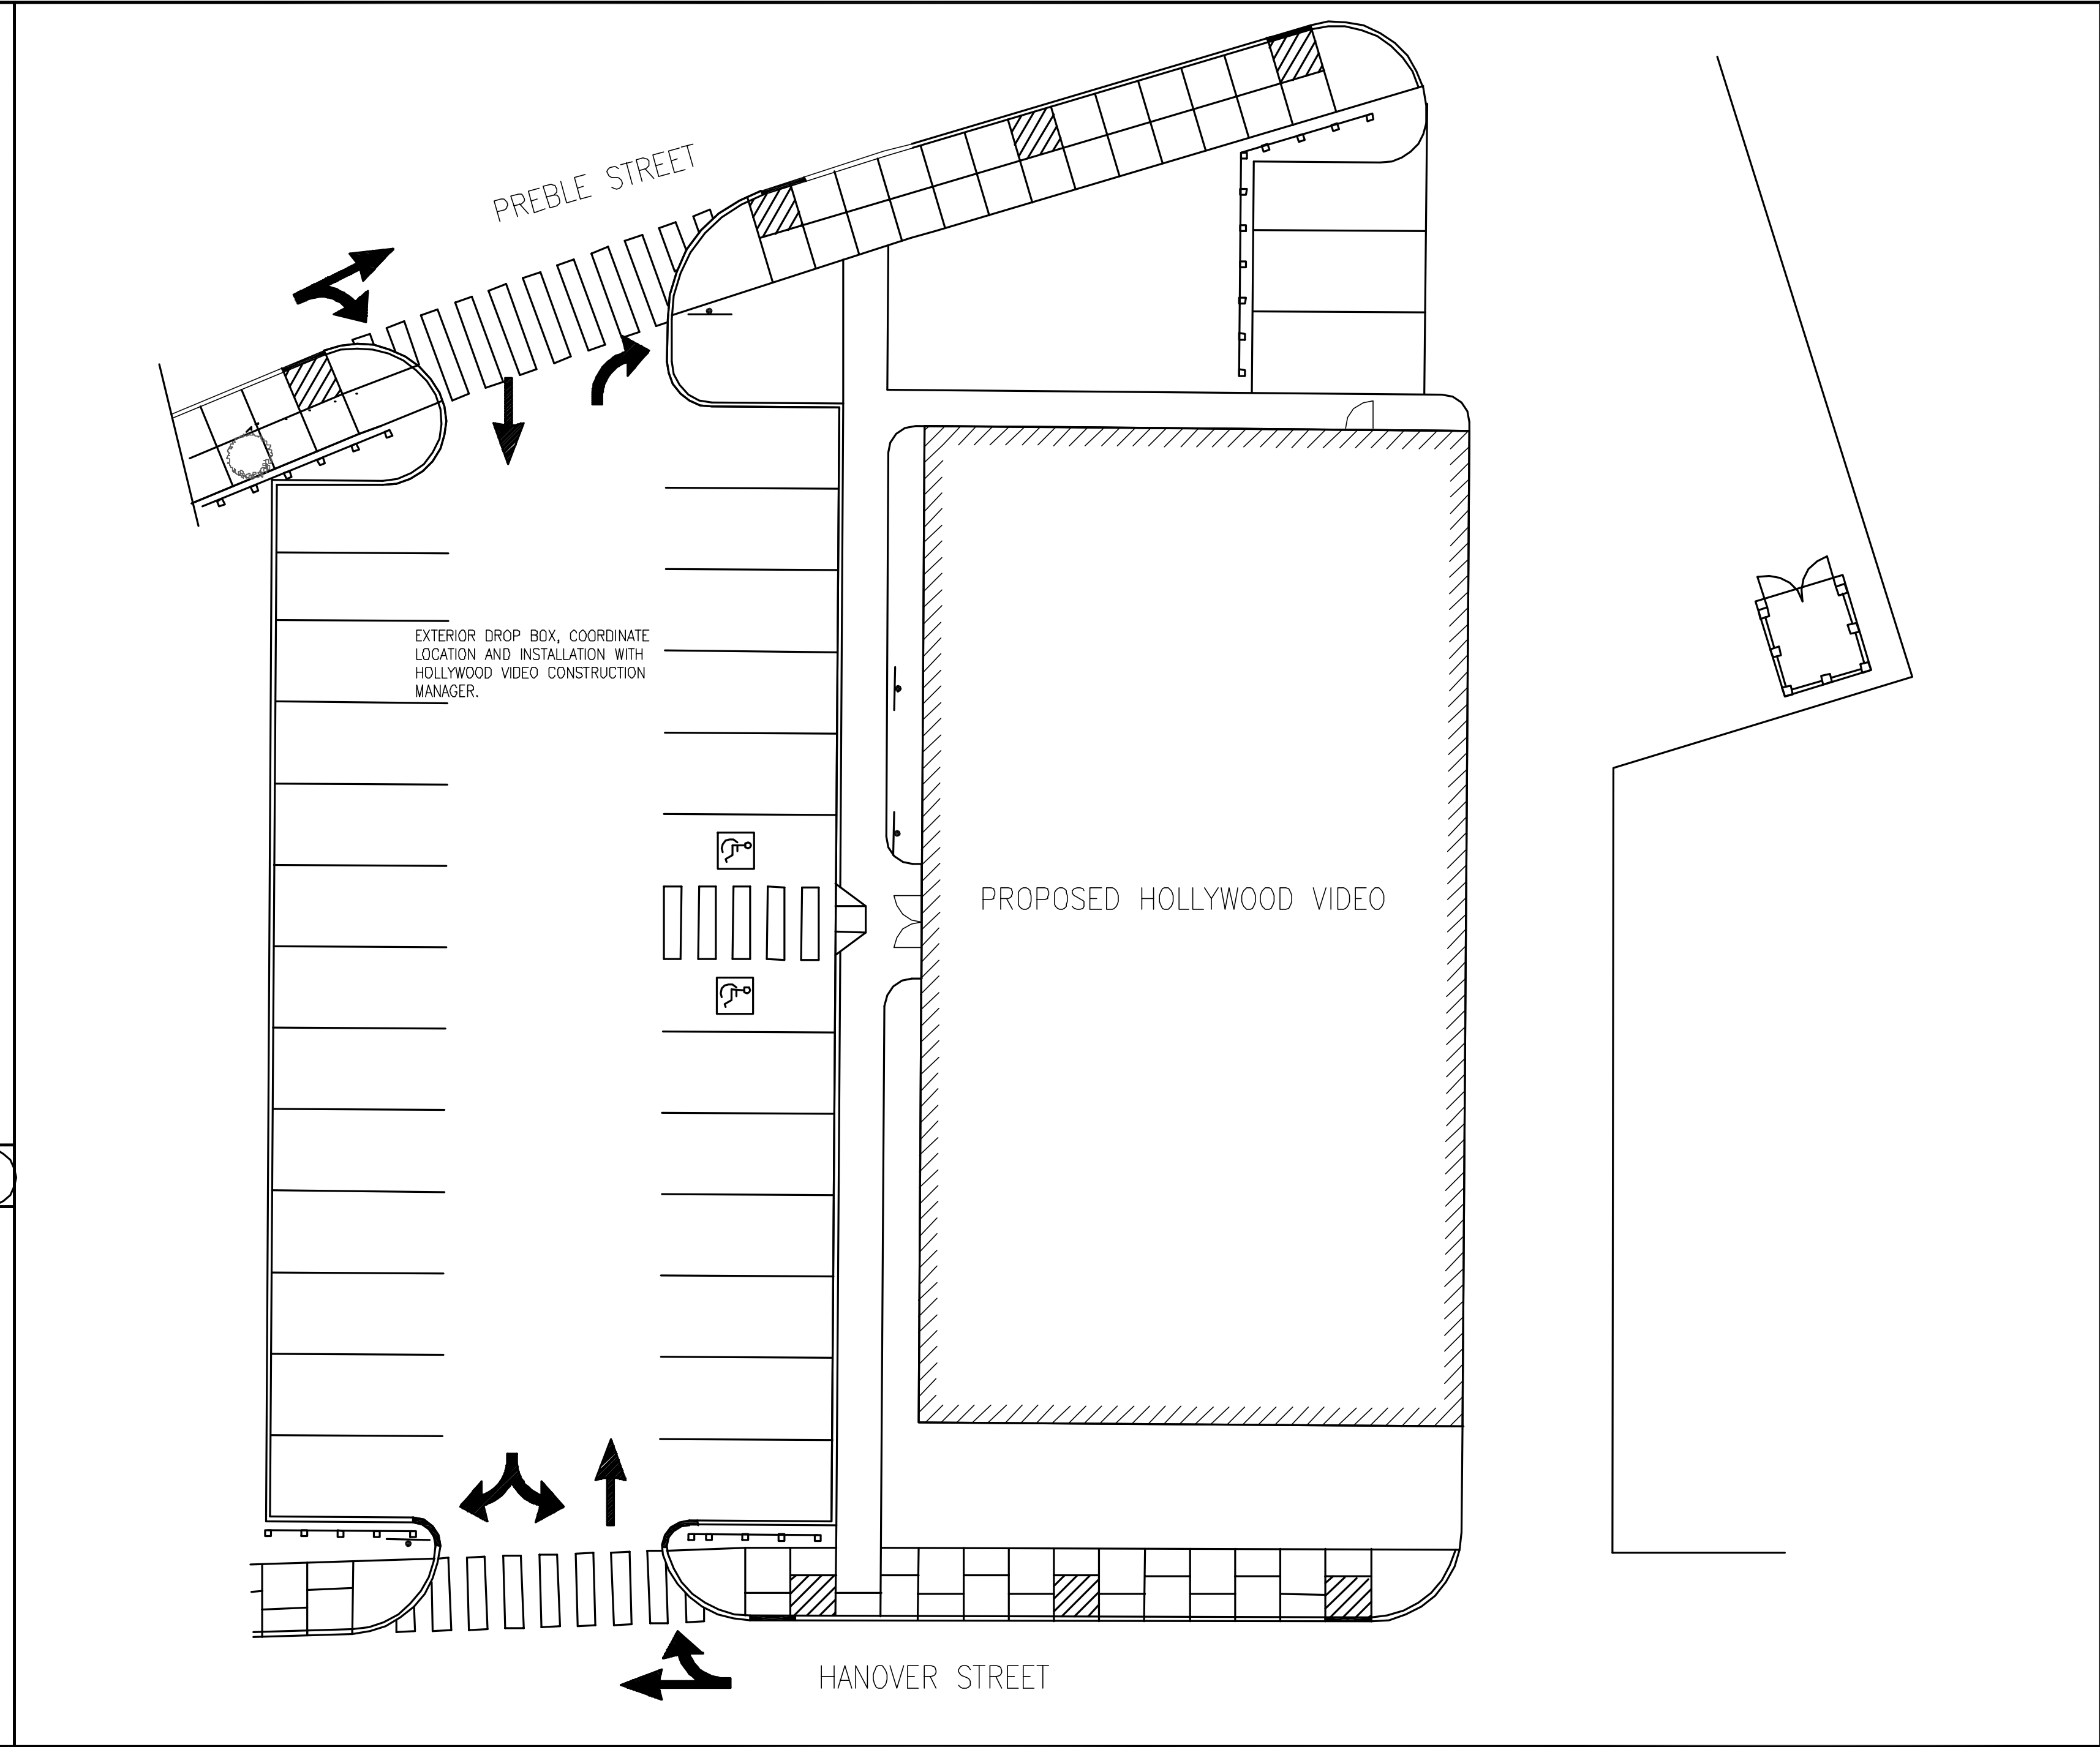 PREBLE STREET
EXTERIOR DROP BOX, COORDINATE
LOCATION AND INSTALLATION WITH
HOLLYWOOD VIDEO CONSTRUCTION
MANAGER.
PROPOSED HOLLYWOOD VIDEO
HANOVER STREET